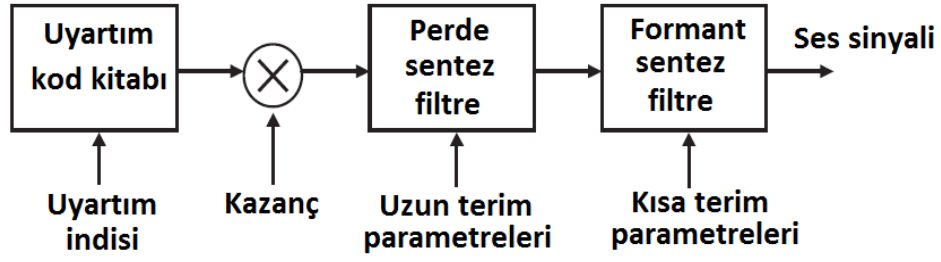 Uyartım
kod kitabı
Perde
sentez
filtre
Formant
sentez
filtre
Ses sinyali
Uyartım
indisi
Kazanç
Uzun terim
parametreleri
Kısa terim
parametreleri